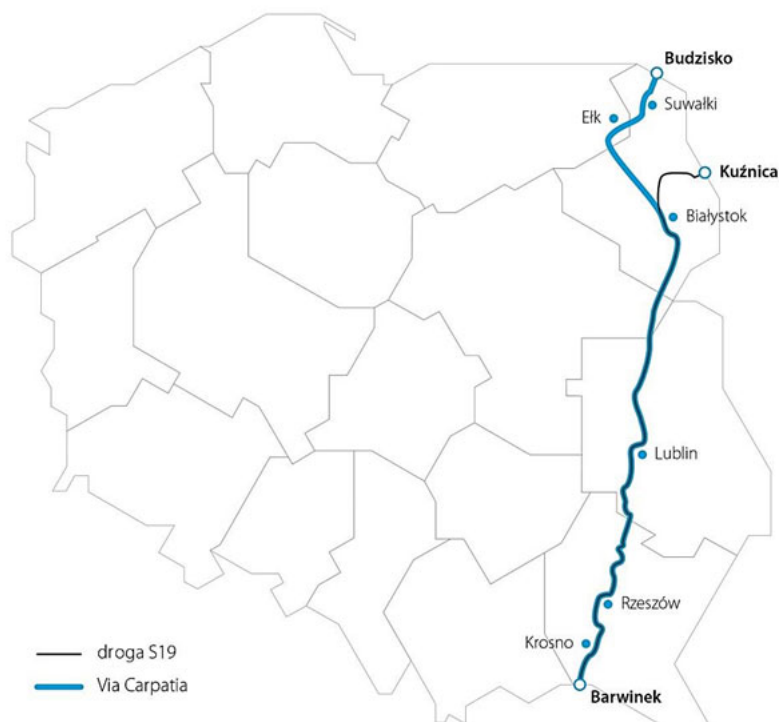 Budzisko
Suwałki
Ełk
Kuźnica
Białystok
Lublin
Rzeszów
Krosno
Barwinek
droga S19
Via Carpatia